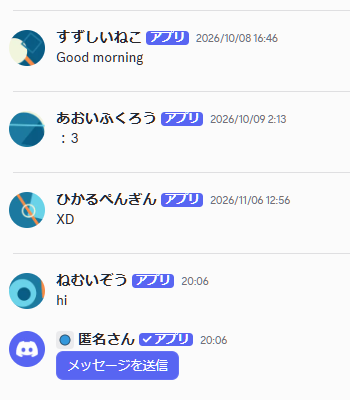 すずしいねこ アプリ 2026/10/08 16:46
Good morning
あおいふくろう アプリ 2026/10/09 2:13
：3
ひかるぺんぎん アプリ 2026/11/06 12:56
XD
ねむいぞう アプリ 20:06
hi
匿名さん アプリ 20:06
メッセージを送信